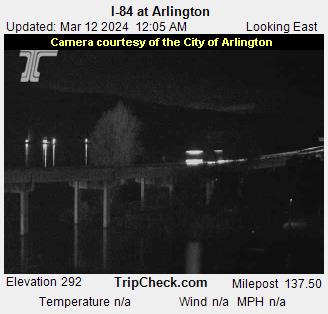 I-84 at Arlington
Updated: Mar 12 2024 12:05 AM Looking East
Camera courtesy of the City of Arlington
Elevation 292 TripCheck.com Milepost 137.50
Temperature n/a Wind n/a MPH n/a